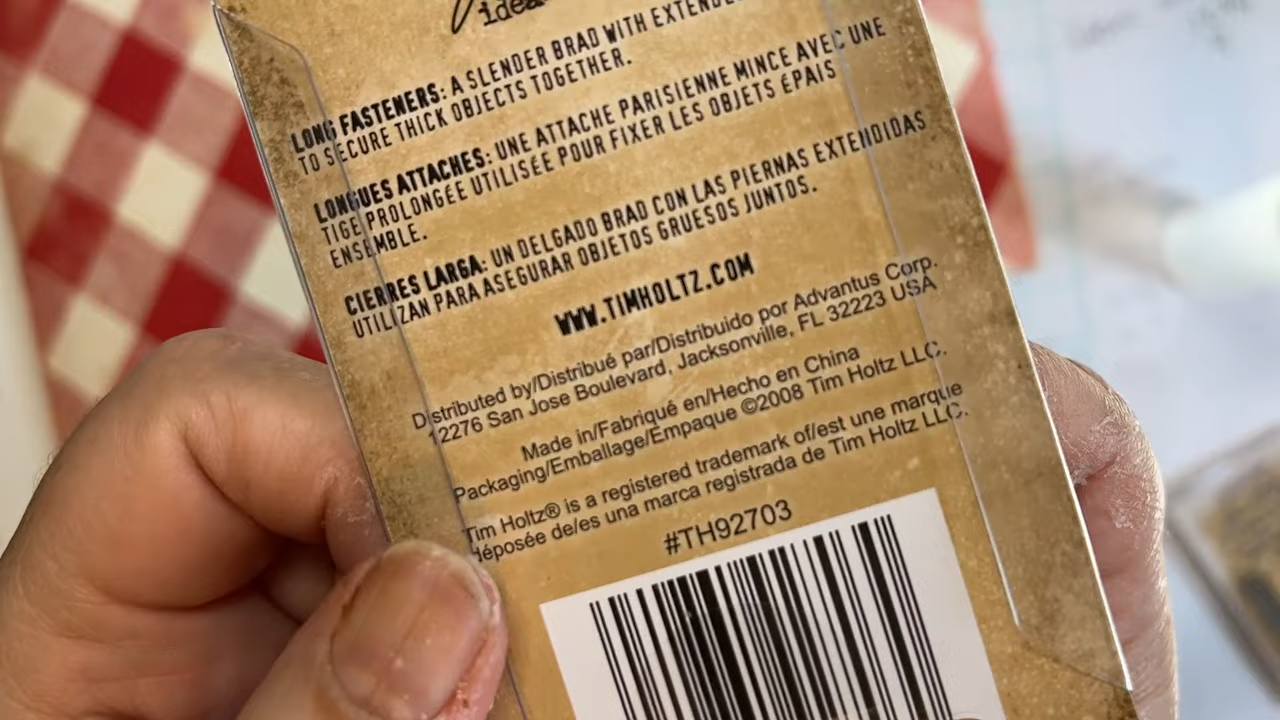 idea
LONG FASTENERS: A SLENDER BRAD WITH
TO SECURE THICK OBJECTS TOGETHER.
LONGUES ATTACHES: UNE ATTACHE PARISIENNE MINCE AVEC UNE
TIGE PROLONGÉE UTILISÉE POUR FIXER LES OBJETS ÉPAIS
ENSEMBLE.
CIERRES LARGA: UN DELGADO BRAD CON LAS PIERNAS EXTENDIDAS
UTILIZAN PARA ASEGURAR OBJETOS GRUESOS JUNTOS.
WWW.TIMHOLTZ.COM
Distributed by/Distribué par/Distribuido por Advantus Corp.
12276 San Jose Boulevard, Jacksonville, FL 32223 USA
Made in/Fabriqué en/Hecho en China
Packaging/Emballage/Empaque ©2008 Tim Holtz LLC.
Tim Holtz® is a registered trademark of/est une marque
déposée de/es una marca registrada de Tim Holtz LLC.
#TH92703